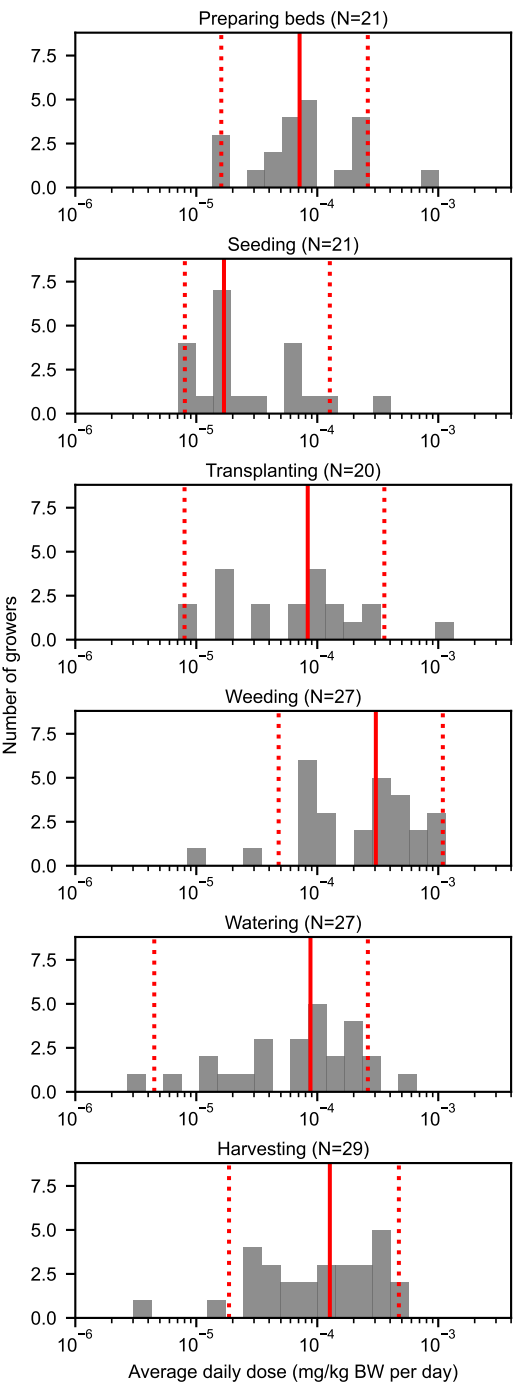 Preparing beds (N=21)
7.5
5.0
2.5
0.0
10⁻⁶ 10⁻⁵ 10⁻⁴ 10⁻³
Seeding (N=21)
7.5
5.0
2.5
0.0
10⁻⁶ 10⁻⁵ 10⁻⁴ 10⁻³
Transplanting (N=20)
7.5
5.0
2.5
0.0
10⁻⁶ 10⁻⁵ 10⁻⁴ 10⁻³
Number of growers
Weeding (N=27)
7.5
5.0
2.5
0.0
10⁻⁶ 10⁻⁵ 10⁻⁴ 10⁻³
Watering (N=27)
7.5
5.0
2.5
0.0
10⁻⁶ 10⁻⁵ 10⁻⁴ 10⁻³
Harvesting (N=29)
7.5
5.0
2.5
0.0
10⁻⁶ 10⁻⁵ 10⁻⁴ 10⁻³
Average daily dose (mg/kg BW per day)